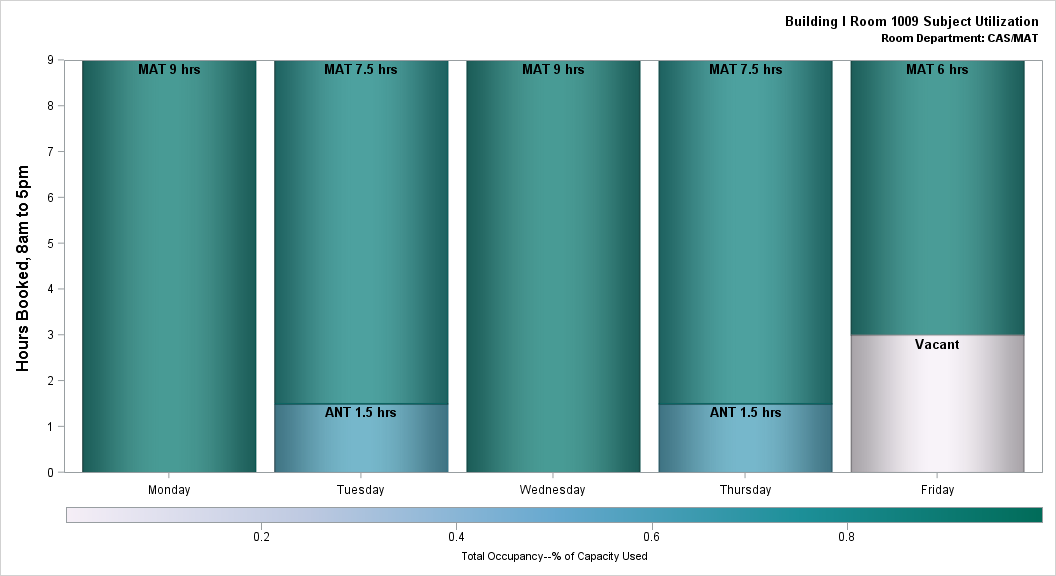 Building I Room 1009 Subject Utilization
Room Department: CAS/MAT
Hours Booked, 8am to 5pm
9
8
7
6
5
4
3
2
1
0
MAT 9 hrs
MAT 7.5 hrs
MAT 9 hrs
MAT 7.5 hrs
MAT 6 hrs
Vacant
ANT 1.5 hrs
ANT 1.5 hrs
Monday
Tuesday
Wednesday
Thursday
Friday
0.2
0.4
0.6
0.8
Total Occupancy--% of Capacity Used